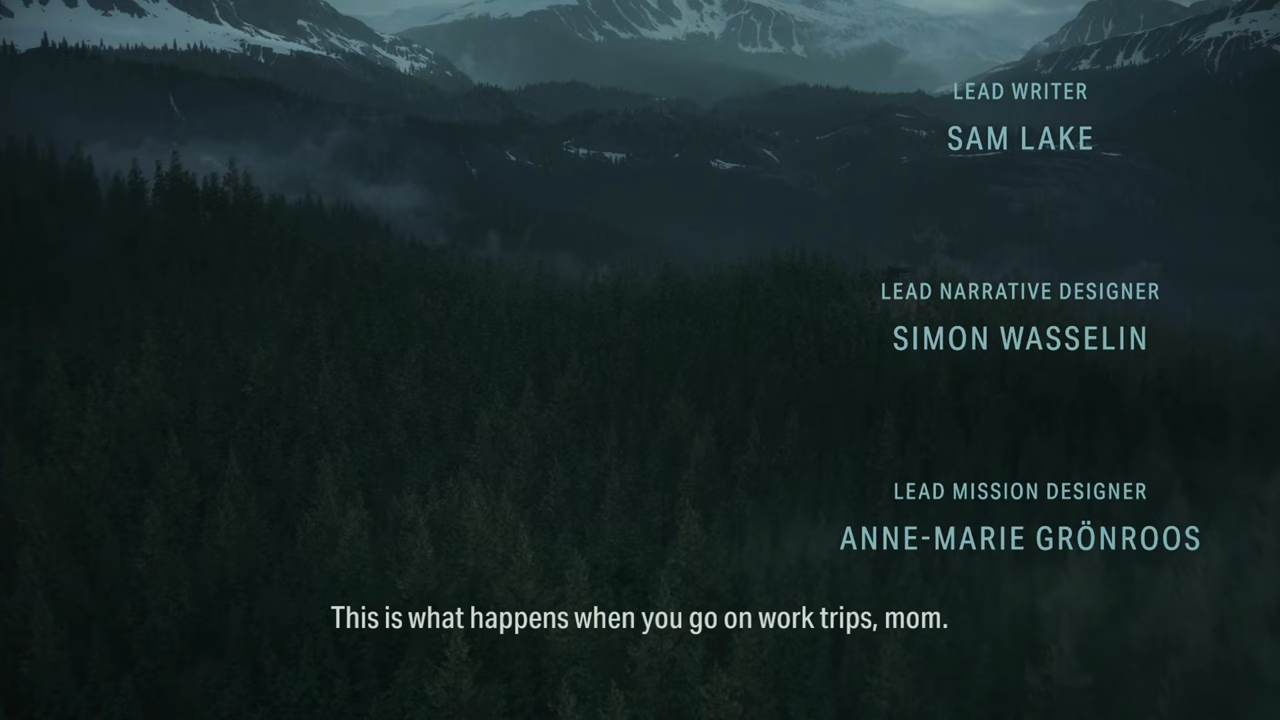 LEAD WRITER
SAM LAKE
LEAD NARRATIVE DESIGNER
SIMON WASSELIN
LEAD MISSION DESIGNER
ANNE-MARIE GRÖNROOS
This is what happens when you go on work trips, mom.